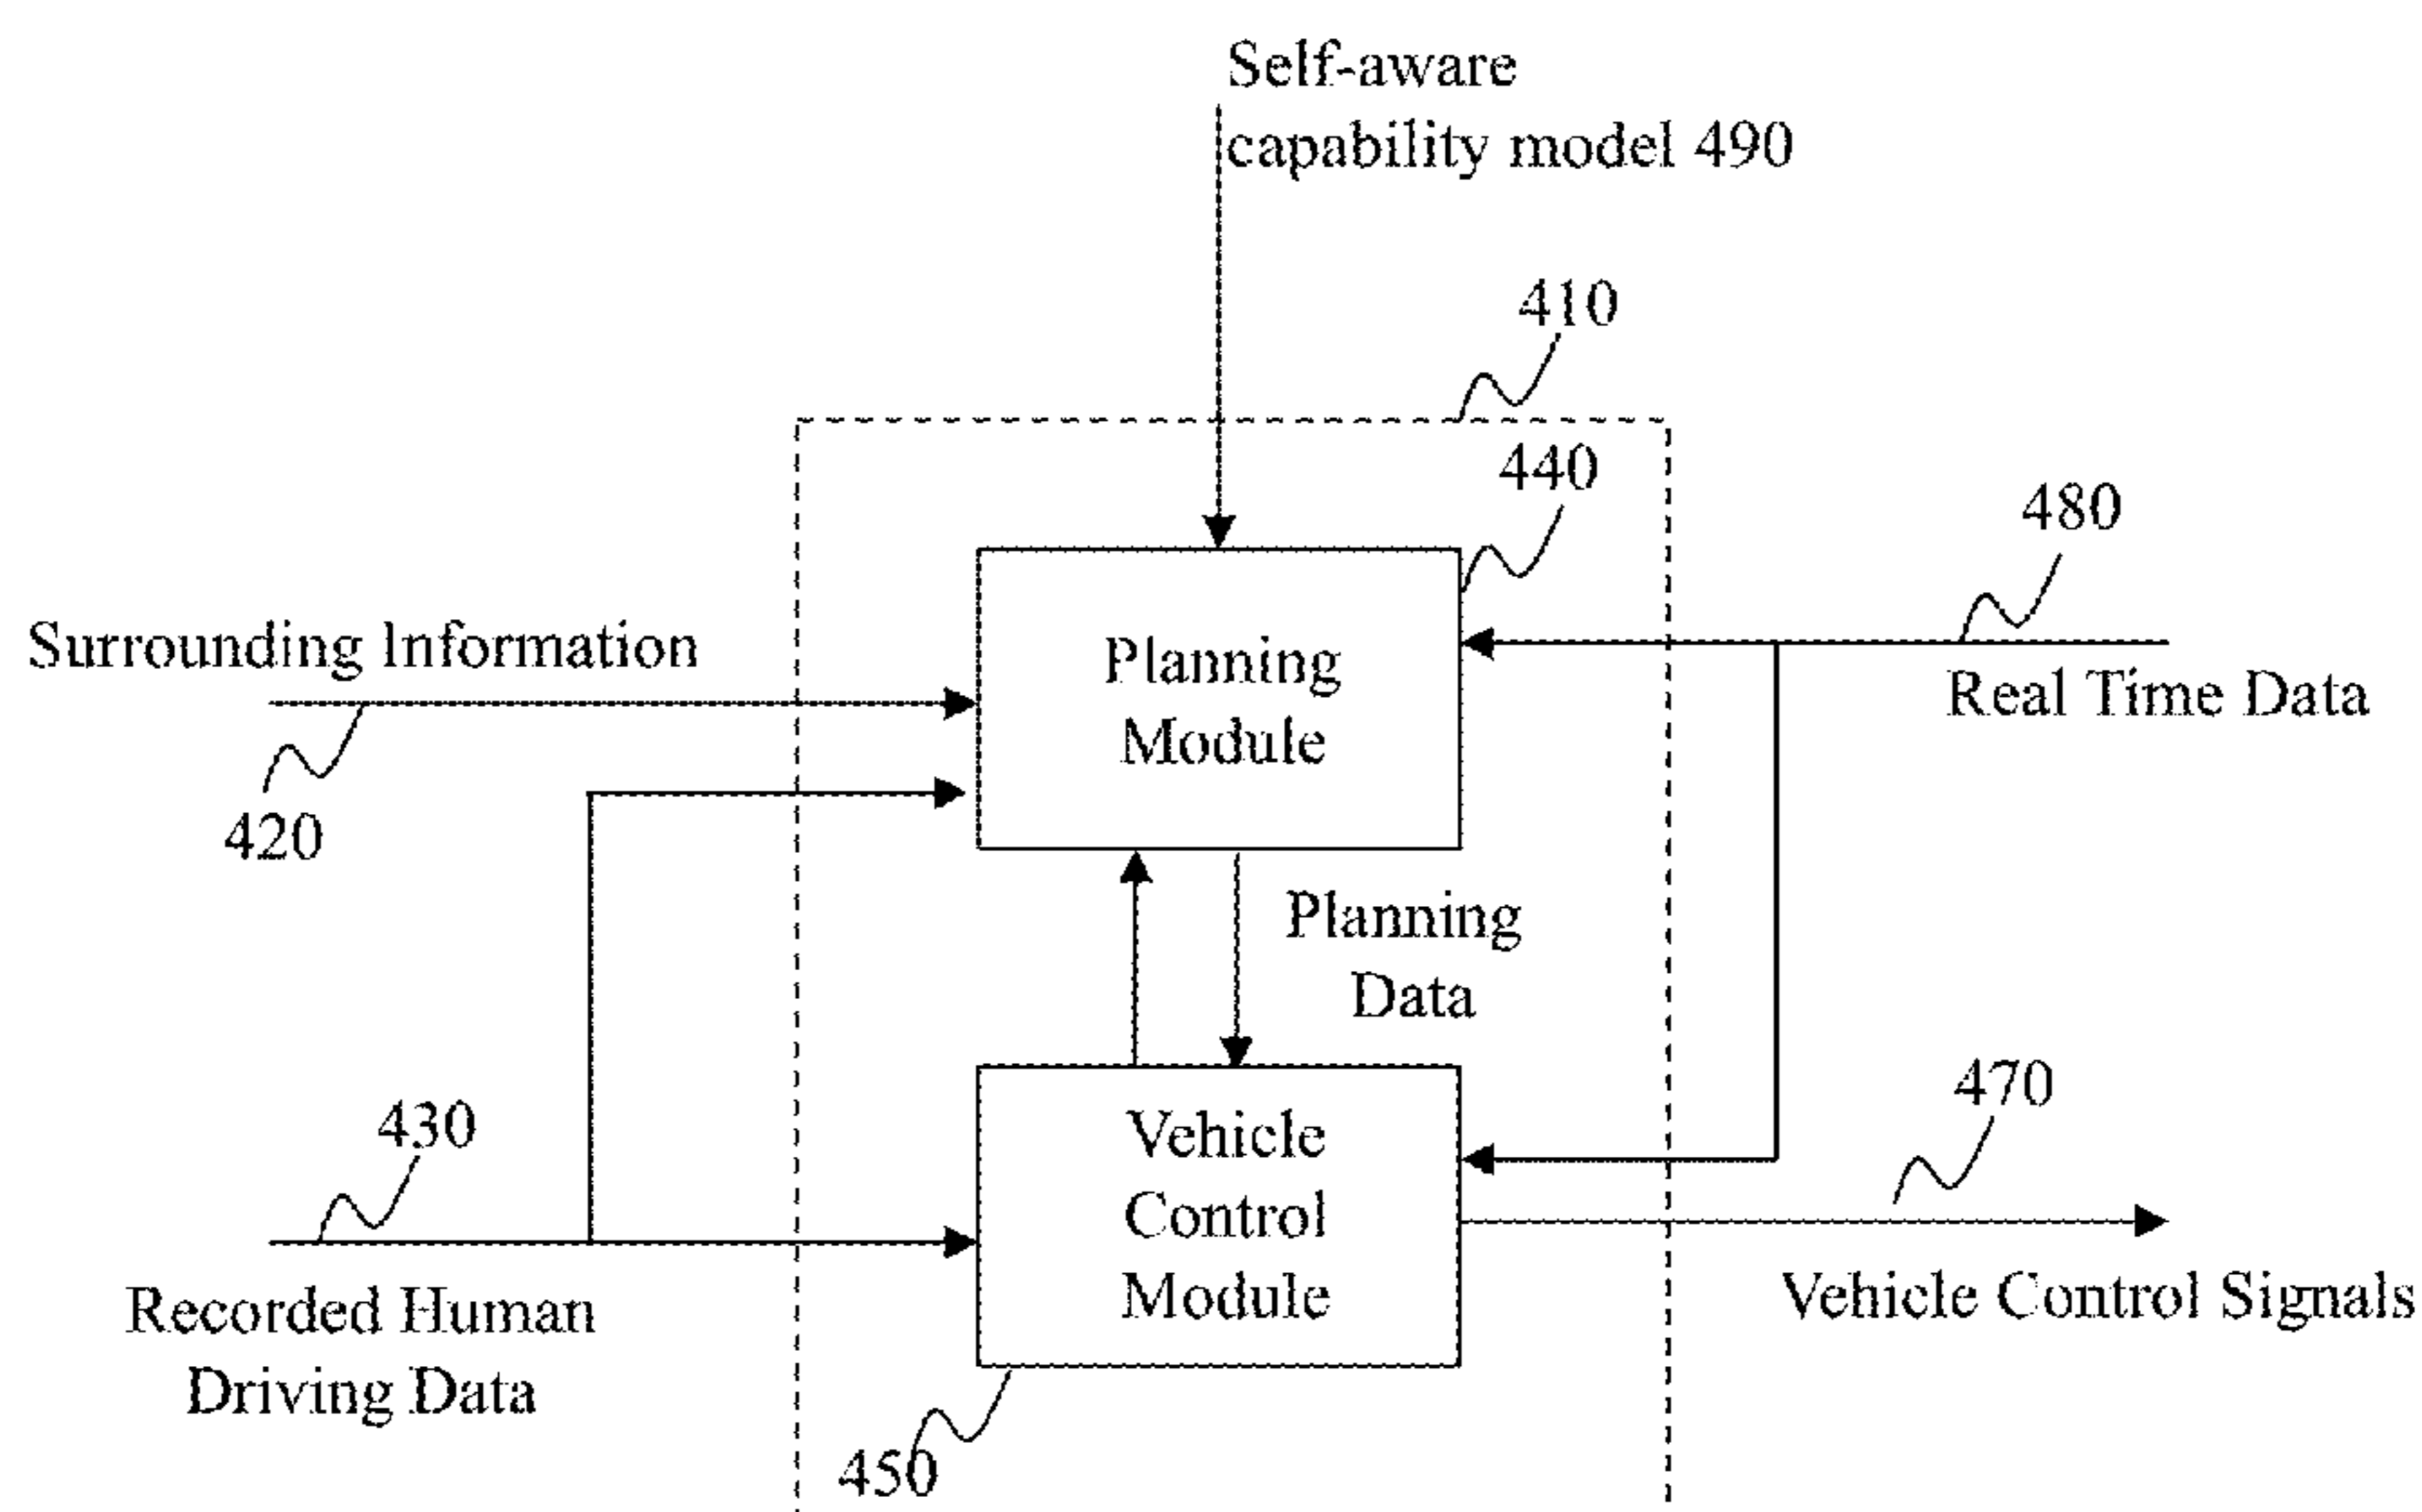 Self-aware
capability model 490
410
440
480
Surrounding Information
Planning
Module
Real Time Data
420
Planning
Data
470
430
Vehicle
Control
Module
Vehicle Control Signals
Recorded Human
Driving Data
450